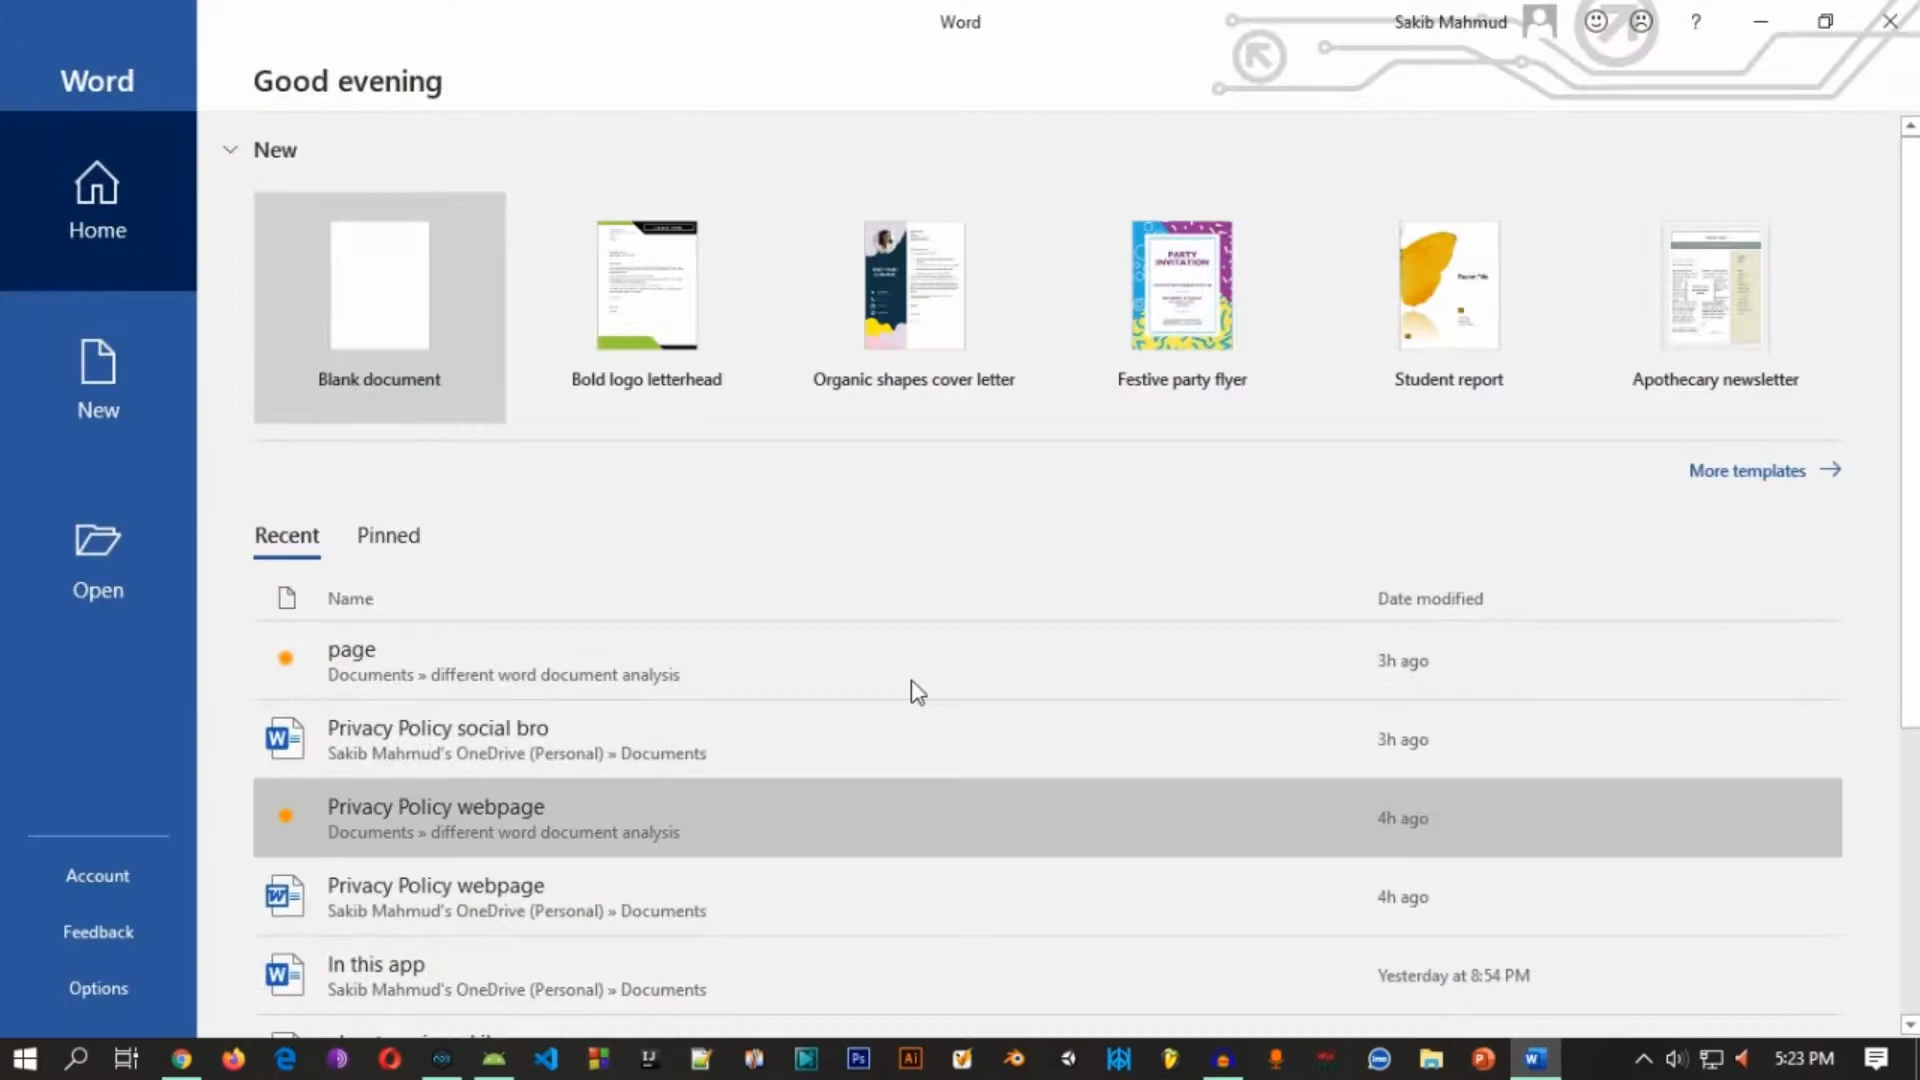 Word
Sakib Mahmud
?
Word
Good evening
Home
New
Open
Account
Feedback
Options
New
Blank document
Bold logo letterhead
PARTY
INVITATION
Organic shapes cover letter
Festive party flyer
Student report
Apothecary newsletter
More templates
Recent
Pinned
Name
Date modified
page
Documents » different word document analysis
3h ago
Privacy Policy social bro
Sakib Mahmud's OneDrive (Personal) » Documents
3h ago
Privacy Policy webpage
Documents » different word document analysis
4h ago
Privacy Policy webpage
Sakib Mahmud's OneDrive (Personal) » Documents
4h ago
In this app
Sakib Mahmud's OneDrive (Personal) » Documents
Yesterday at 8:54 PM
5:23 PM